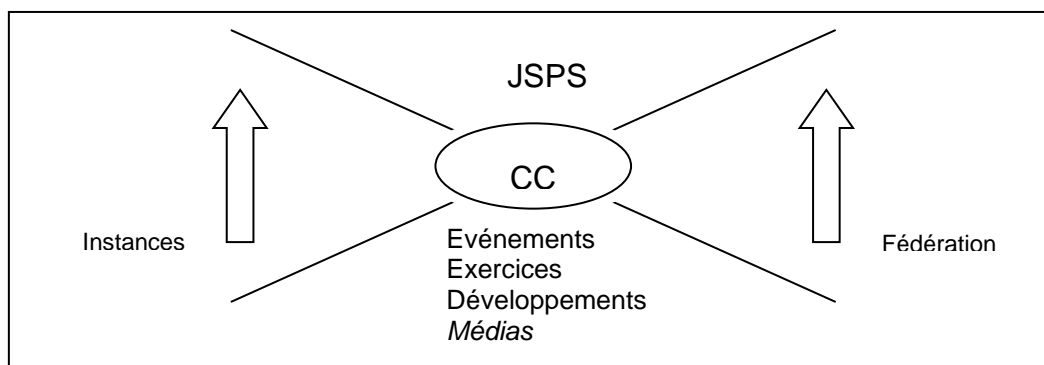 JSPS
CC
Instances
Evénements
Exercices
Développements
Médias
Fédération